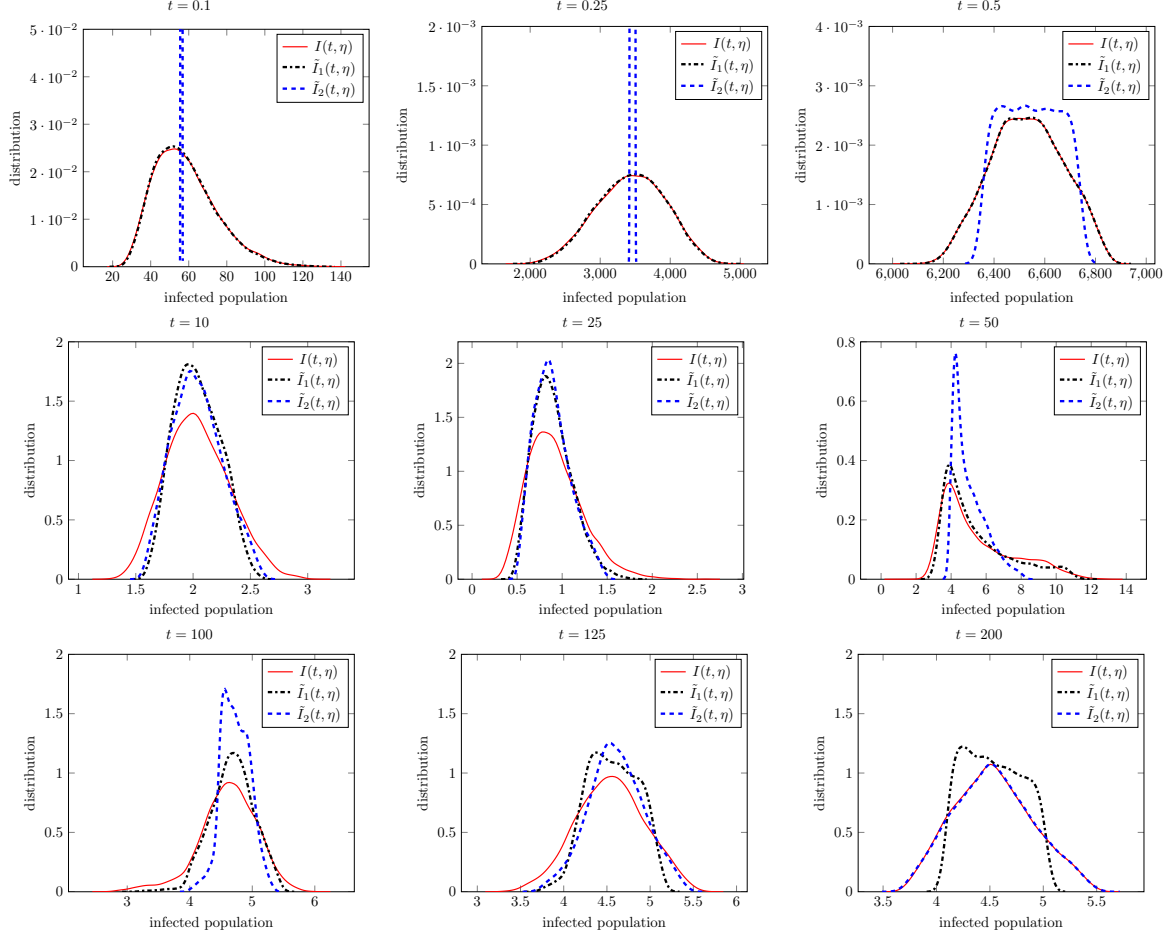 t = 0.1
5 · 10⁻²
4 · 10⁻²
3 · 10⁻²
2 · 10⁻²
1 · 10⁻²
0
distribution
20 40 60 80 100 120 140
infected population
I(t, η)
Ĩ₁(t, η)
Ĩ₂(t, η)
t = 0.25
2 · 10⁻³
1.5 · 10⁻³
1 · 10⁻³
5 · 10⁻⁴
0
distribution
2,000 3,000 4,000 5,000
infected population
I(t, η)
Ĩ₁(t, η)
Ĩ₂(t, η)
t = 0.5
4 · 10⁻³
3 · 10⁻³
2 · 10⁻³
1 · 10⁻³
0
distribution
6,000 6,200 6,400 6,600 6,800 7,000
infected population
I(t, η)
Ĩ₁(t, η)
Ĩ₂(t, η)
t = 10
2
1.5
1
0.5
0
distribution
1 1.5 2 2.5 3
infected population
I(t, η)
Ĩ₁(t, η)
Ĩ₂(t, η)
t = 25
2
1.5
1
0.5
0
distribution
0 0.5 1 1.5 2 2.5 3
infected population
I(t, η)
Ĩ₁(t, η)
Ĩ₂(t, η)
t = 50
0.8
0.6
0.4
0.2
0
distribution
0 2 4 6 8 10 12 14
infected population
I(t, η)
Ĩ₁(t, η)
Ĩ₂(t, η)
t = 100
2
1.5
1
0.5
0
distribution
3 4 5 6
infected population
I(t, η)
Ĩ₁(t, η)
Ĩ₂(t, η)
t = 125
2
1.5
1
0.5
0
distribution
3 3.5 4 4.5 5 5.5 6
infected population
I(t, η)
Ĩ₁(t, η)
Ĩ₂(t, η)
t = 200
2
1.5
1
0.5
0
distribution
3.5 4 4.5 5 5.5
infected population
I(t, η)
Ĩ₁(t, η)
Ĩ₂(t, η)